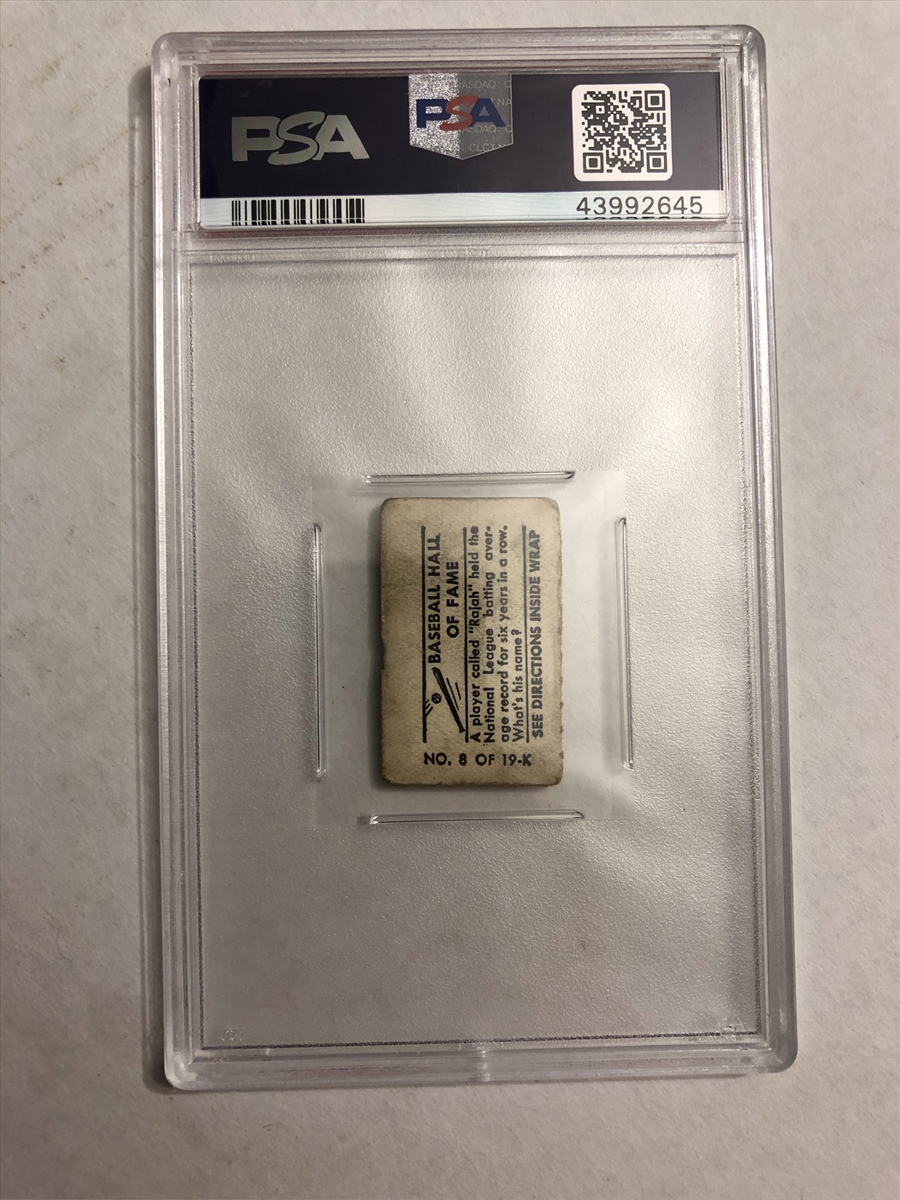 PSA
PSA
43992645
BASEBALL HALL
OF FAME
A player called "Rajah" held the
National League batting aver-
age record for six years in a row.
What's his name?
SEE DIRECTIONS INSIDE WRAP
NO. 8 OF 19-K